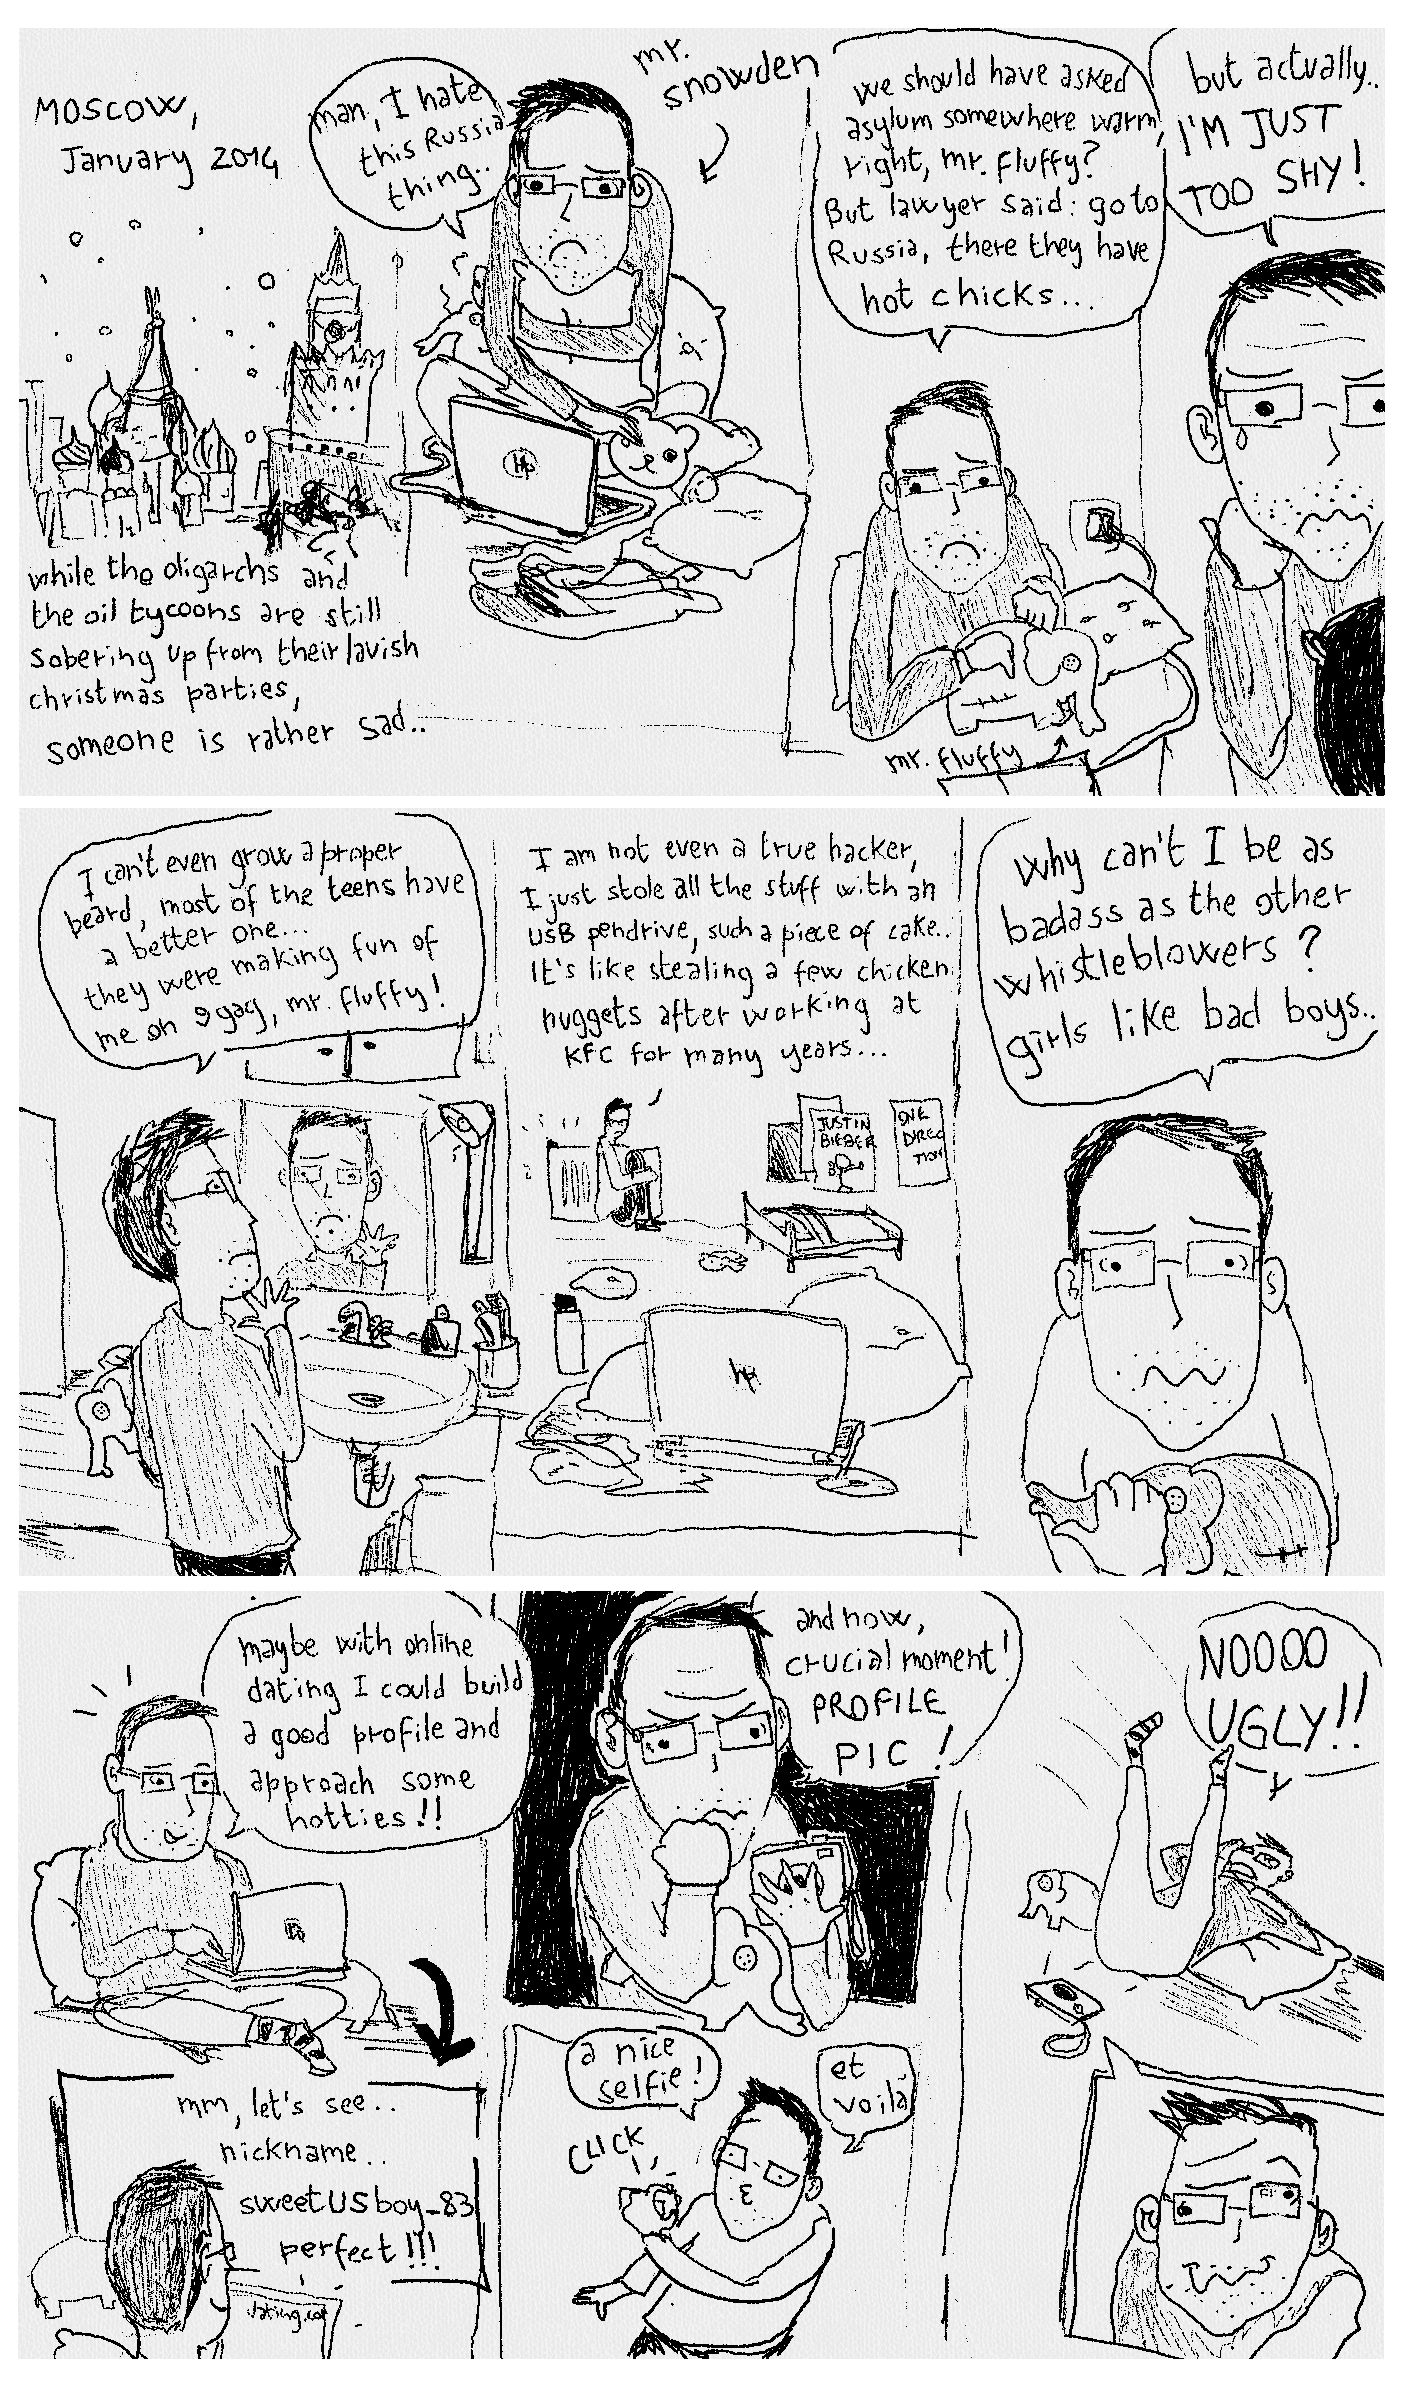 Moscow,
January 2014
man, I hate
this Russia
thing..
mr.
snowden
hp
while the oligarchs and
the oil tycoons are still
sobering up from their lavish
christmas parties,
someone is rather sad..
we should have asked
asylum somewhere warm,
right, mr. fluffy?
But lawyer said: go to
Russia, there they have
hot chicks...
mr. fluffy
but actually..
I'M JUST
TOO SHY!
I can't even grow a proper
beard, most of the teens have
a better one...
they were making fun of
me on 9gag, mr. fluffy!
I am not even a true hacker,
I just stole all the stuff with an
USB pendrive, such a piece of cake..
It's like stealing a few chicken
nuggets after working at
KFC for many years...
JUSTIN
BIEBER
ONE
DIREC
TION
hp
why can't I be as
badass as the other
whistleblowers?
girls like bad boys..
maybe with online
dating I could build
a good profile and
approach some
hotties!!
mm, let's see..
nickname..
sweetUSboy_83
perfect!!!
and now,
crucial moment!
PROFILE
PIC!
a nice
selfie!
CLICK
et
voilà
NOOOO
UGLY!!